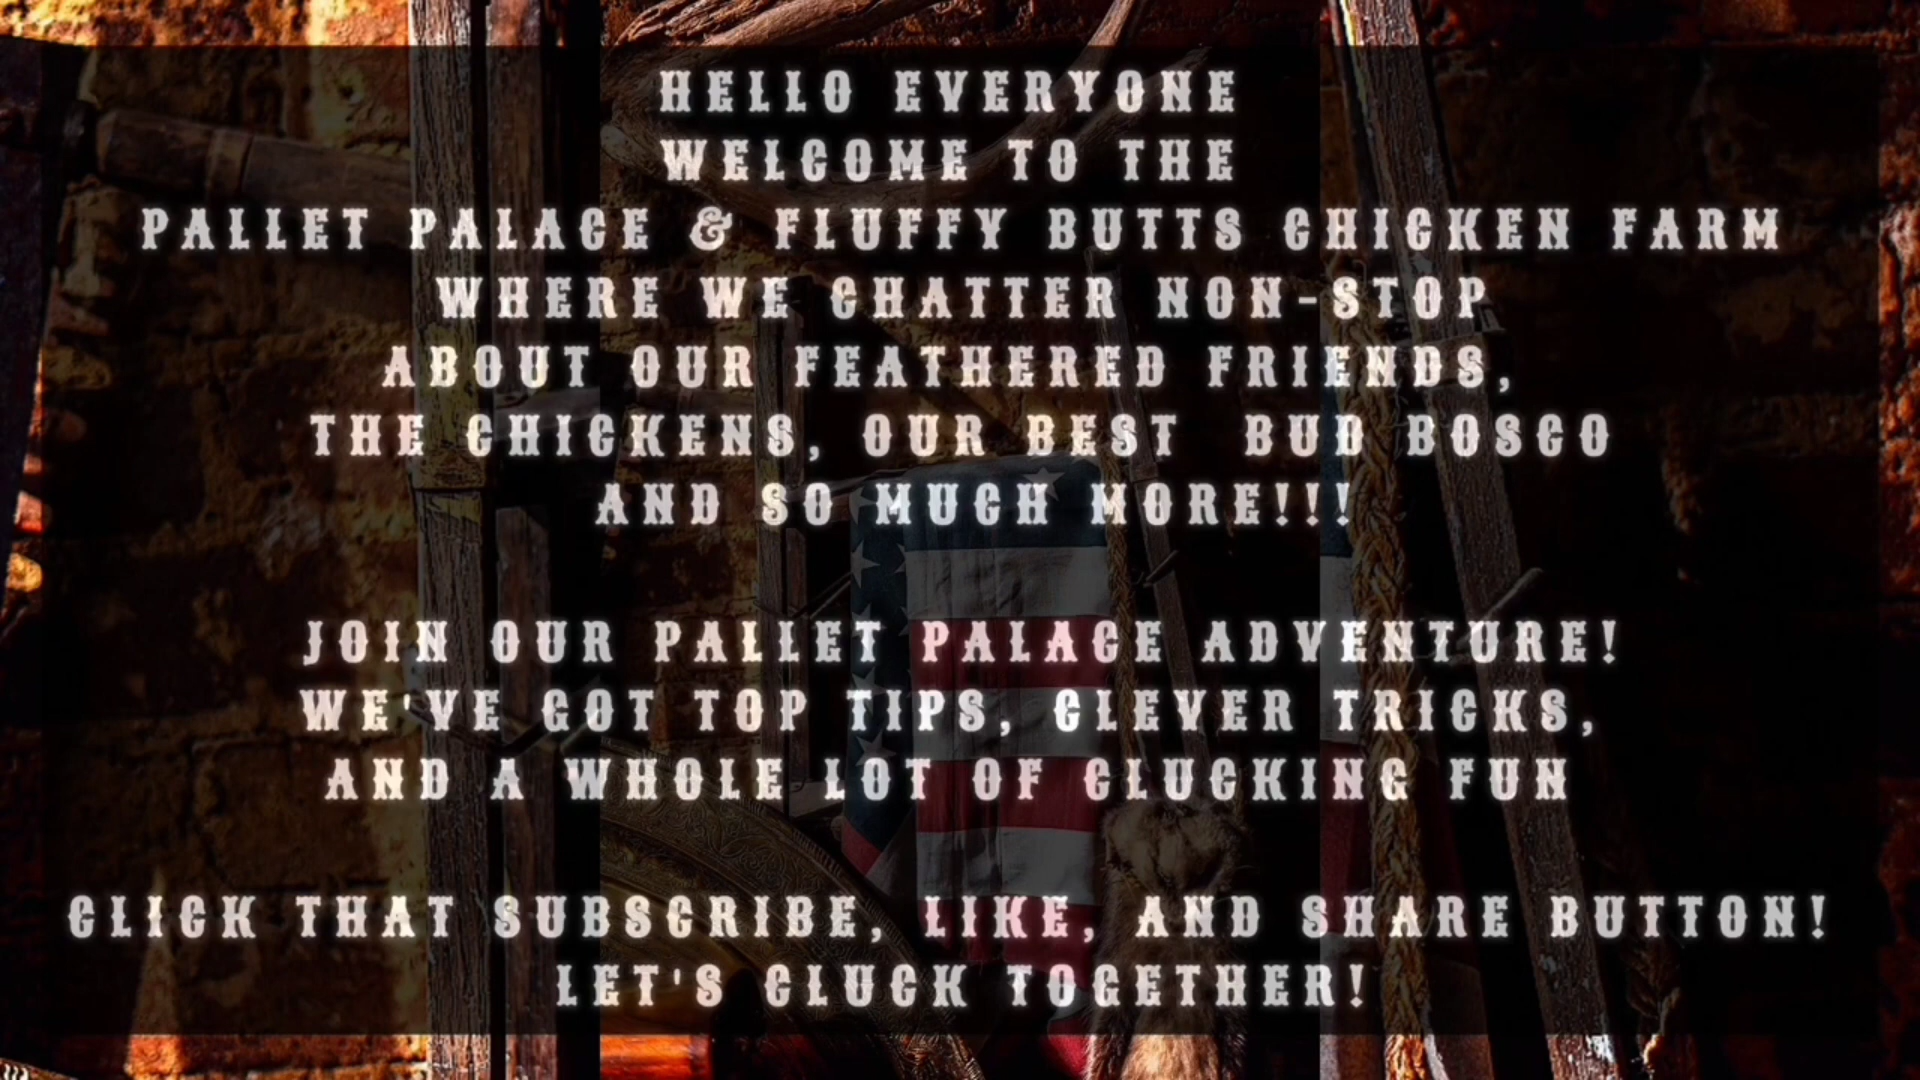 HELLO EVERYONE
WELCOME TO THE
PALLET PALACE & FLUFFY BUTTS CHICKEN FARM
WHERE WE CHATTER NON-STOP
ABOUT OUR FEATHERED FRIENDS,
THE CHICKENS, OUR BEST BUD BOSCO
AND SO MUCH MORE!!!
JOIN OUR PALLET PALACE ADVENTURE!
WE'VE GOT TOP TIPS, CLEVER TRICKS,
AND A WHOLE LOT OF CLUCKING FUN
CLICK THAT SUBSCRIBE, LIKE, AND SHARE BUTTON!
LET'S CLUCK TOGETHER!